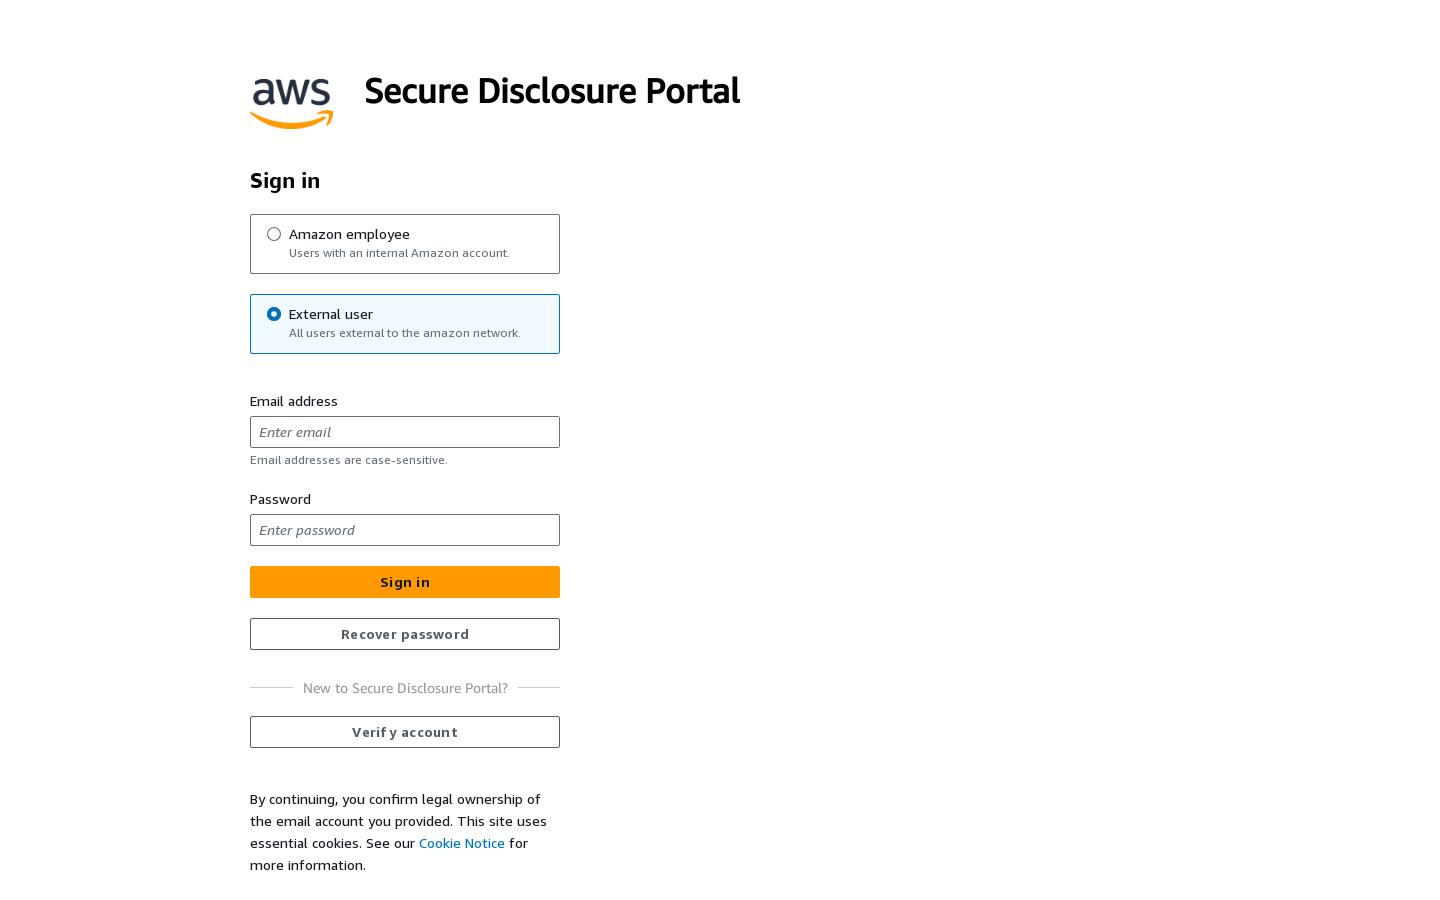 aws
Secure Disclosure Portal
Sign in
Amazon employee
Users with an internal Amazon account.
External user
All users external to the amazon network.
Email address
Enter email
Email addresses are case-sensitive.
Password
Enter password
Sign in
Recover password
New to Secure Disclosure Portal?
Verify account
By continuing, you confirm legal ownership of
the email account you provided. This site uses
essential cookies. See our Cookie Notice for
more information.